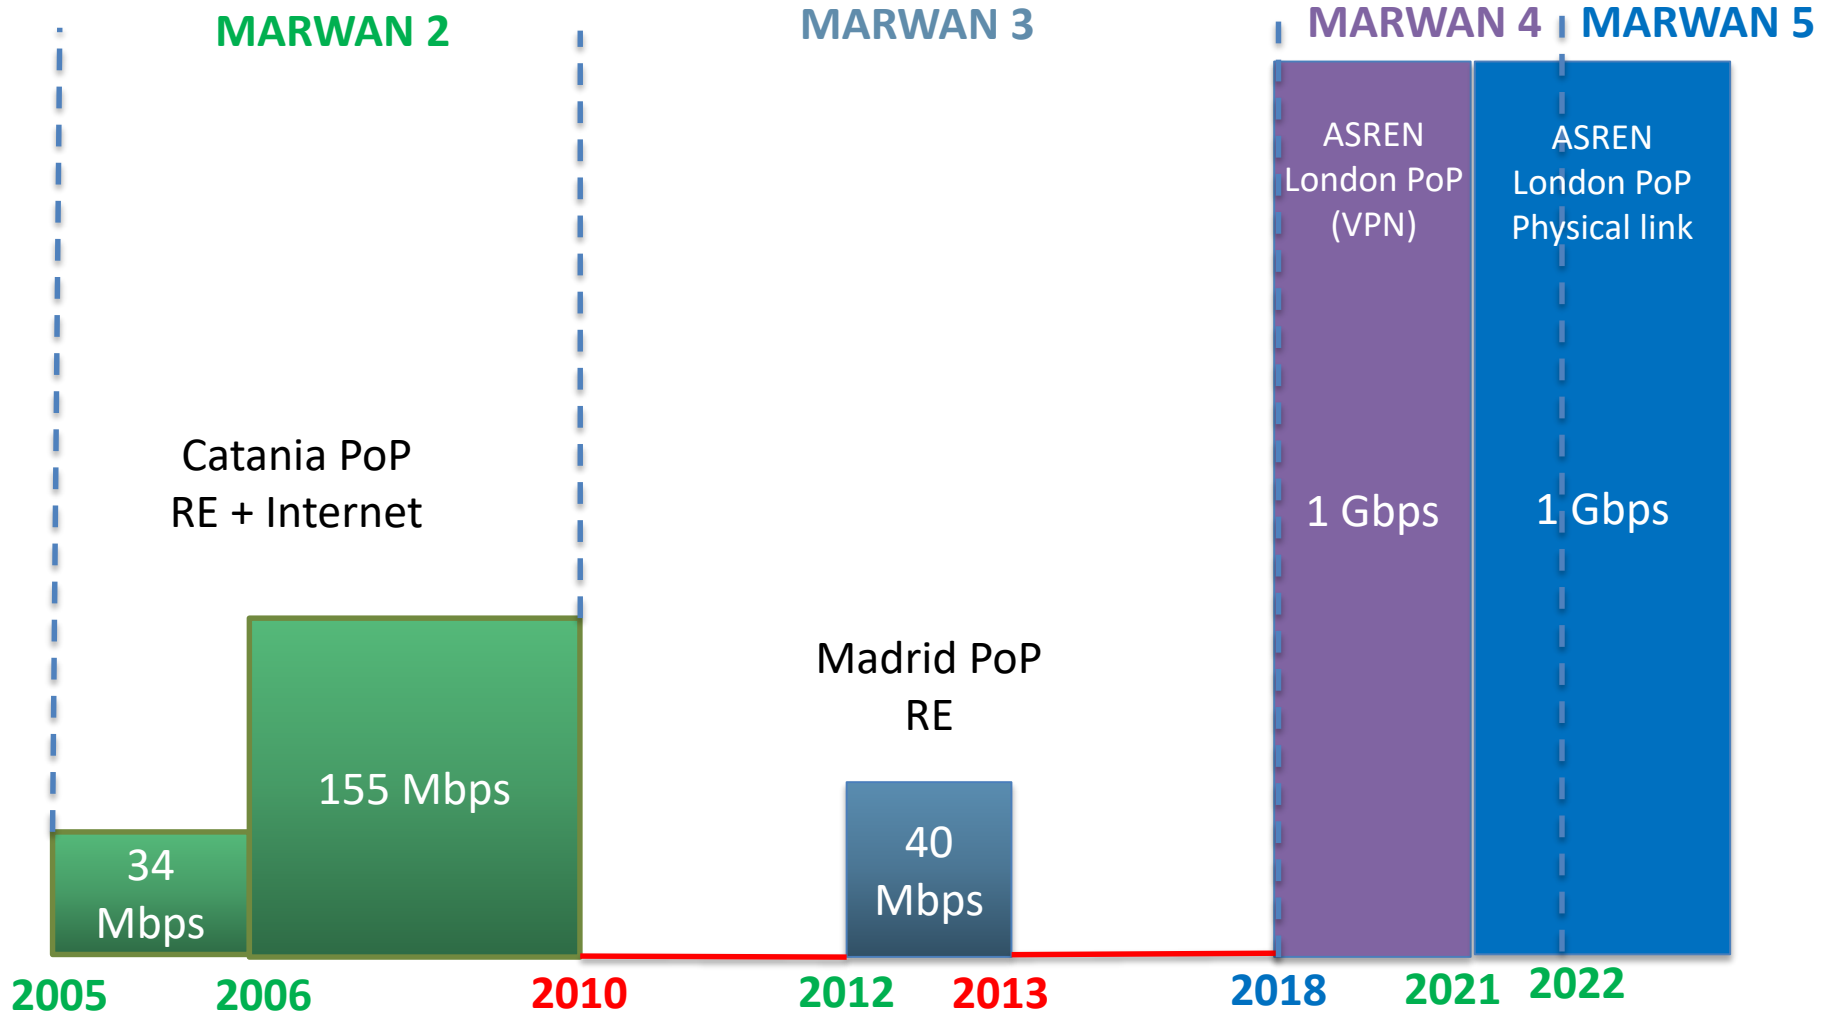 MARWAN 2
MARWAN 3
MARWAN 4
MARWAN 5
ASREN
London PoP
(VPN)
ASREN
London PoP
Physical link
Catania PoP
RE + Internet
1 Gbps
1 Gbps
Madrid PoP
RE
155 Mbps
34
Mbps
40
Mbps
2005
2006
2010
2012
2013
2018
2021
2022